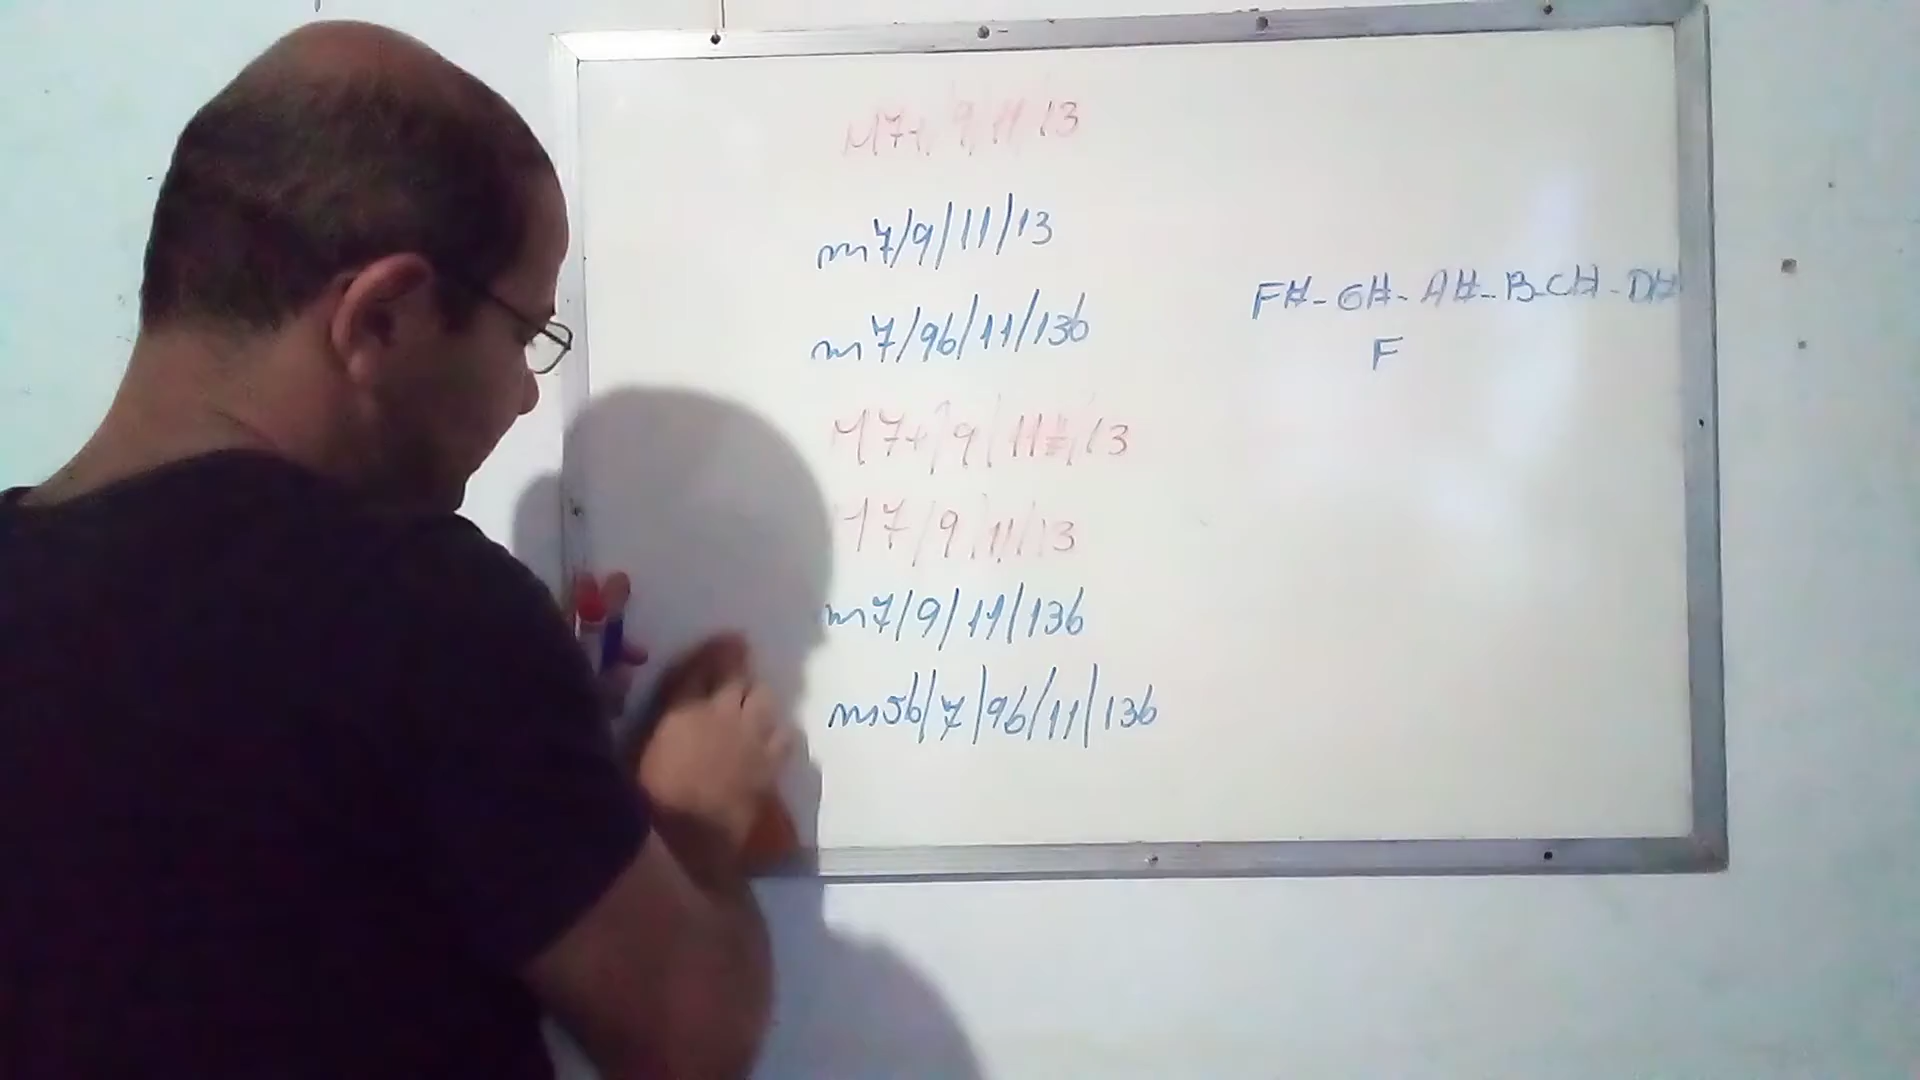 M7+/9/11/13
m7/9/11/13
m7/9b/11/13b
M7+/9/11#/13
M7/9/11/13
m7/9/11/13b
m5b/7/9b/11/13b
F#-G#-A#-B-C#-D#
F